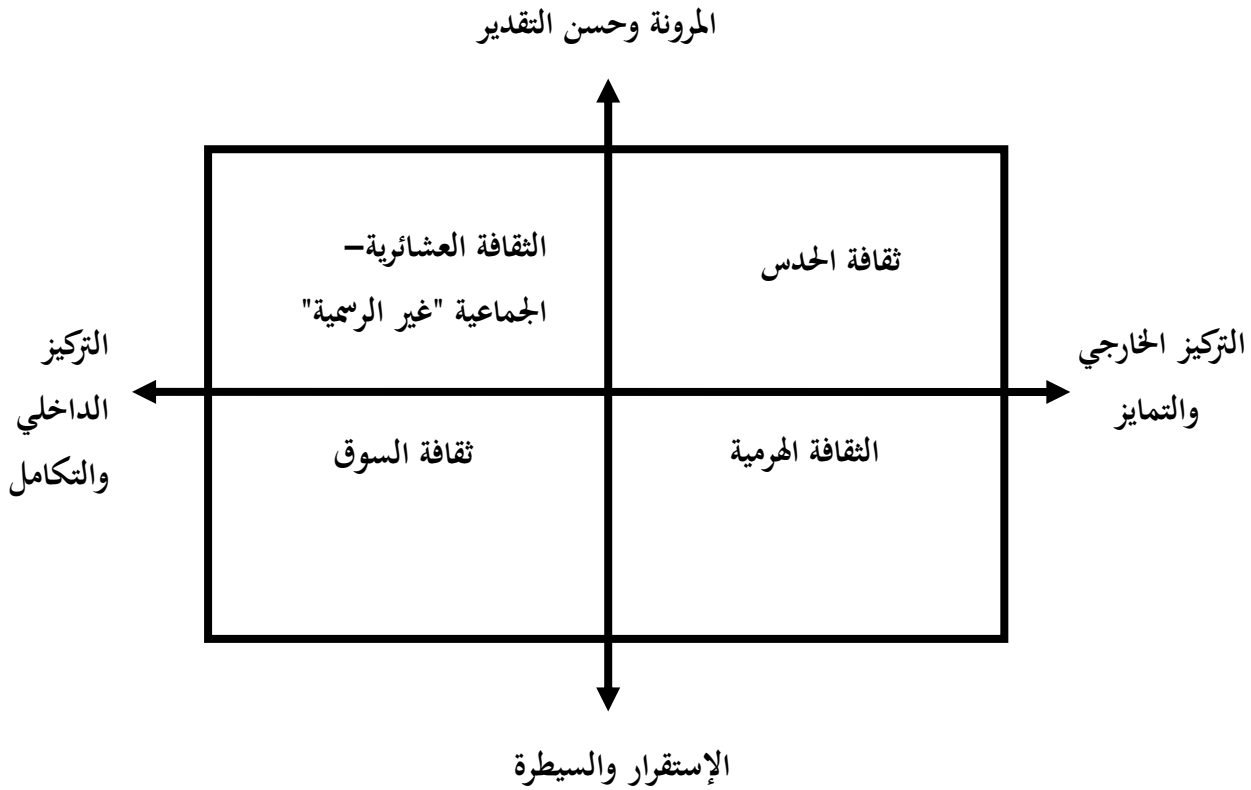 المرونة وحسن التقدير
ثقافة الحدس
الثقافة العشائرية–
الجماعية "غير الرسمية"
التركيز الخارجي
والتمايز
التركيز
الداخلي
والتكامل
الثقافة الهرمية
ثقافة السوق
الإستقرار والسيطرة